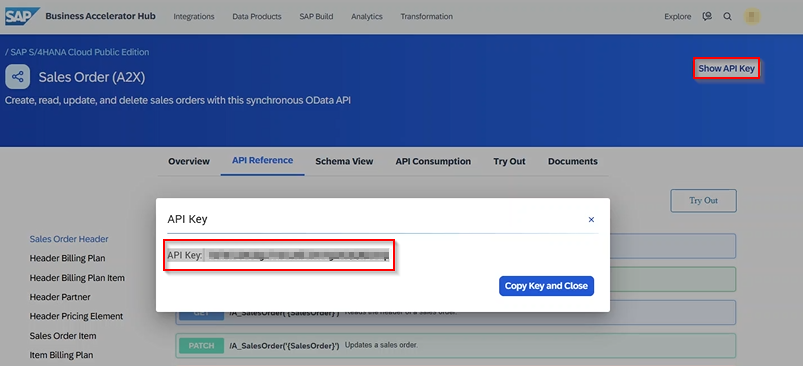 SAP Business Accelerator Hub Integrations Data Products SAP Build Analytics Transformation Explore
/ SAP S/4HANA Cloud Public Edition
Sales Order (A2X)
Show API Key
Create, read, update, and delete sales orders with this synchronous OData API
Overview API Reference Schema View API Consumption Try Out Documents
Try Out
API Key
API Key:
Copy Key and Close
Sales Order Header
Header Billing Plan
Header Billing Plan Item
Header Partner
Header Pricing Element
Sales Order Item
Item Billing Plan
GET /A_SalesOrder('{SalesOrder}') Reads the header of a sales order.
PATCH /A_SalesOrder('{SalesOrder}') Updates a sales order.